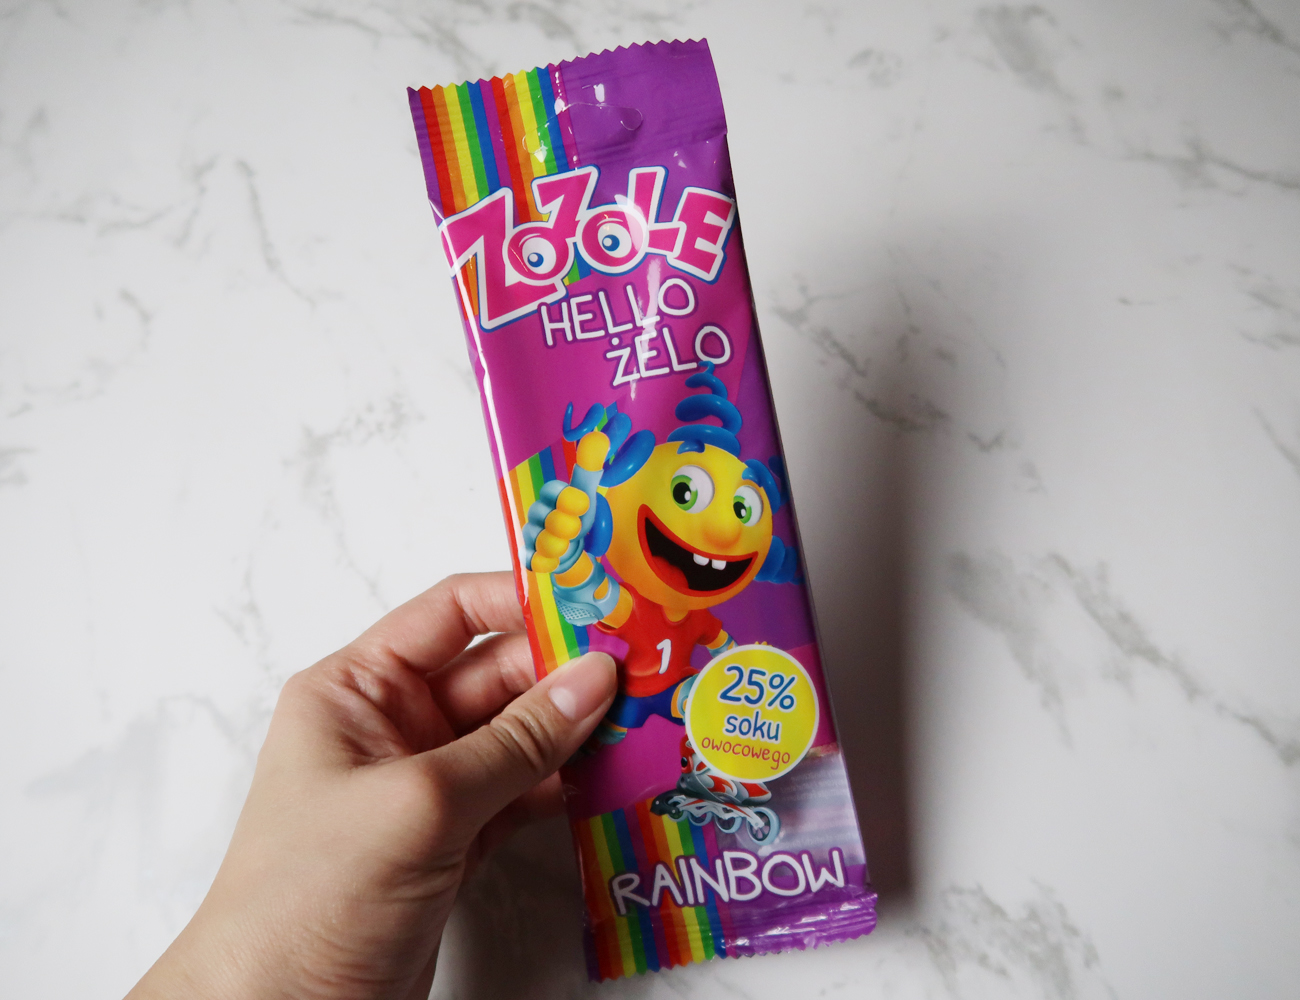 ZOZOLE
HELLO
ŻELO
1
25%
soku
owocowego
RAINBOW